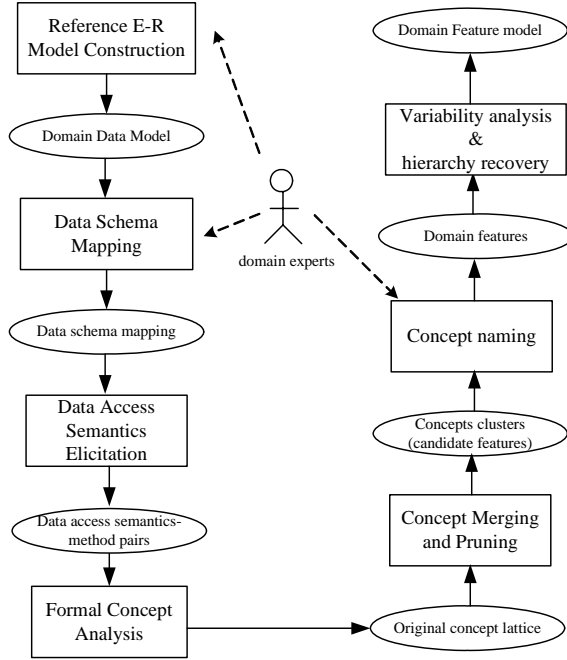 Reference E-R
Model Construction
Domain Data Model
Data Schema
Mapping
Data schema mapping
Data Access
Semantics
Elicitation
Data access semantics-
method pairs
Formal Concept
Analysis
domain experts
Domain Feature model
Variability analysis
&
hierarchy recovery
Domain features
Concept naming
Concepts clusters
(candidate features)
Concept Merging
and Pruning
Original concept lattice